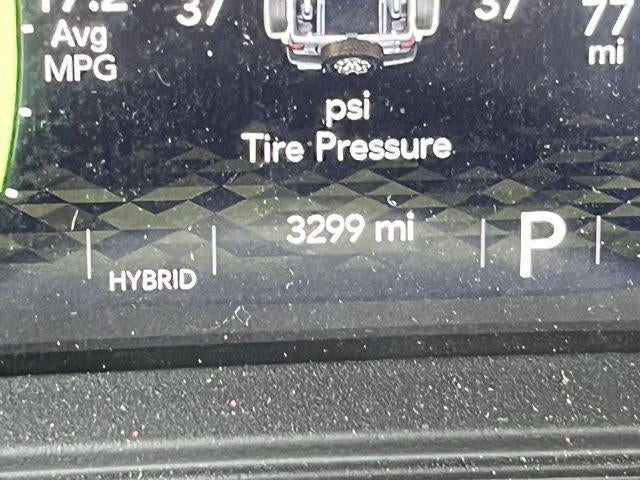 37 37 77
Avg
MPG
mi
psi
Tire Pressure
3299 mi
P
HYBRID